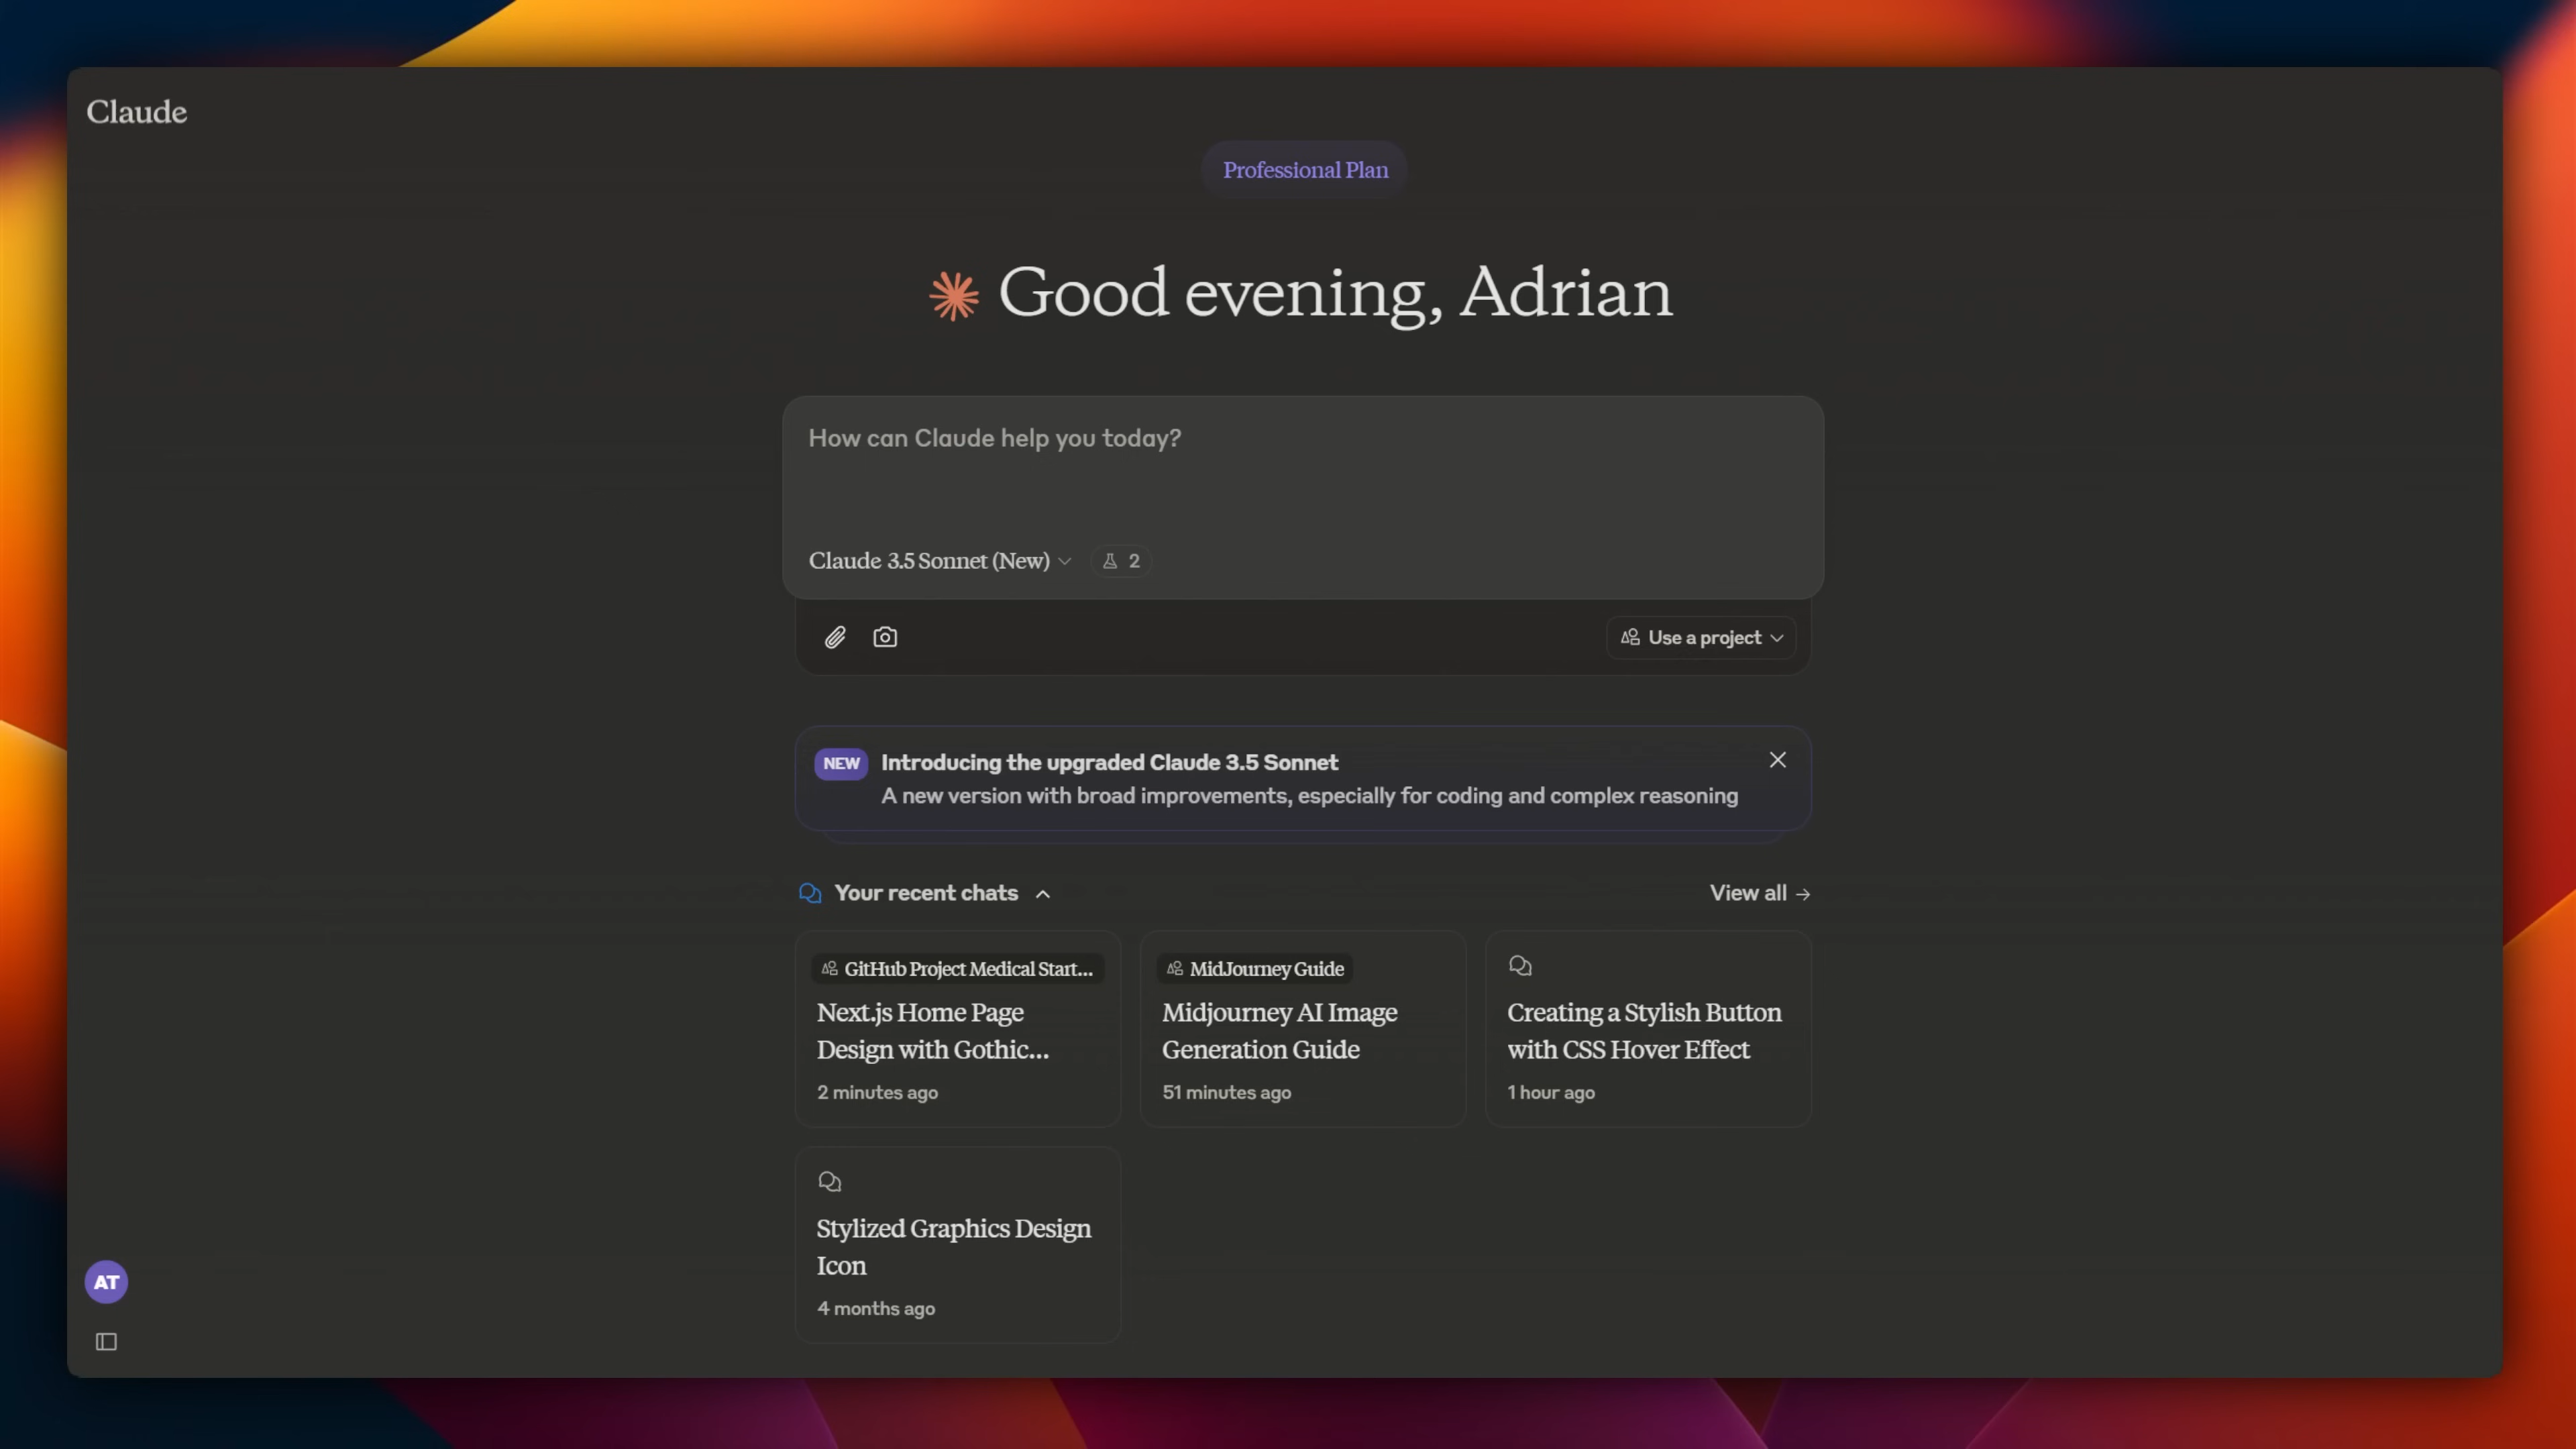 Claude
Professional Plan
Good evening, Adrian
How can Claude help you today?
Claude 3.5 Sonnet (New)
2
Use a project
NEW
Introducing the upgraded Claude 3.5 Sonnet
A new version with broad improvements, especially for coding and complex reasoning
Your recent chats
View all →
GitHub Project Medical Start...
Next.js Home Page
Design with Gothic...
2 minutes ago
MidJourney Guide
Midjourney AI Image
Generation Guide
51 minutes ago
Creating a Stylish Button
with CSS Hover Effect
1 hour ago
Stylized Graphics Design
Icon
4 months ago
AT